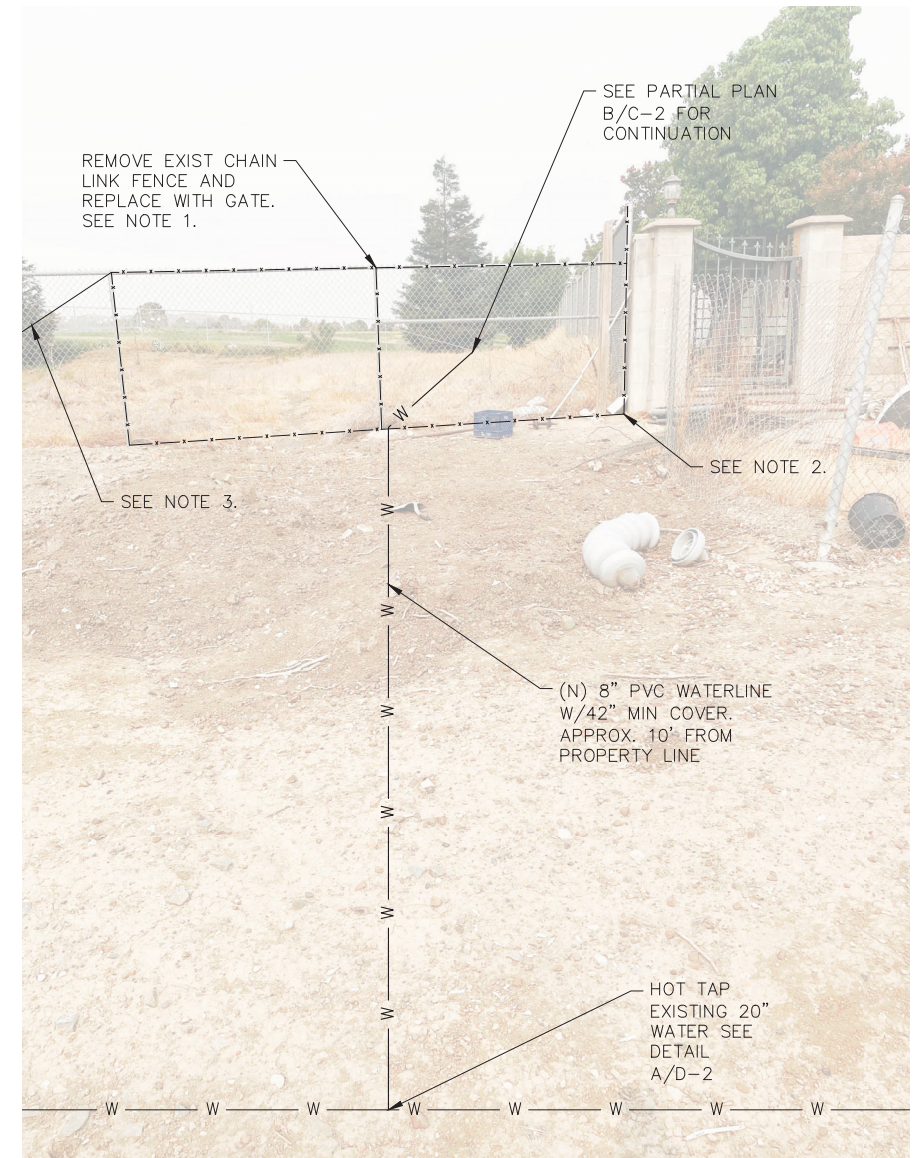 SEE PARTIAL PLAN
B/C-2 FOR
CONTINUATION
REMOVE EXIST CHAIN
LINK FENCE AND
REPLACE WITH GATE.
SEE NOTE 1.
W
SEE NOTE 2.
SEE NOTE 3.
W
W
(N) 8" PVC WATERLINE
W/42" MIN COVER.
APPROX. 10' FROM
PROPERTY LINE
W
W
W
W
HOT TAP
EXISTING 20"
WATER SEE
DETAIL
A/D-2
W W W W W W W W